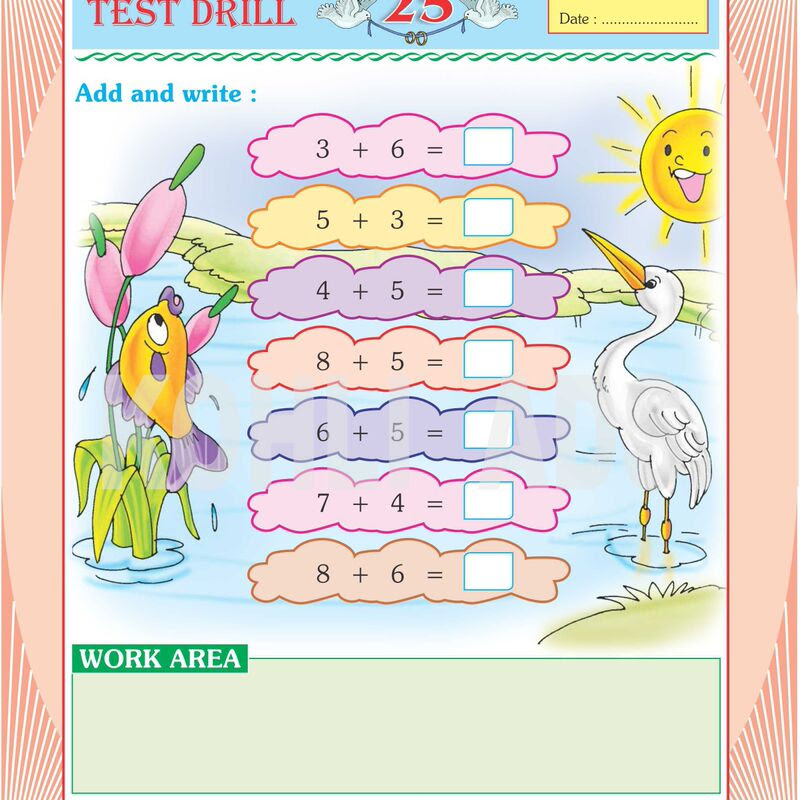 TEST DRILL 25
Date : ..............................
Add and write :
3 + 6 =
5 + 3 =
4 + 5 =
8 + 5 =
6 + 5 =
7 + 4 =
8 + 6 =
WORK AREA